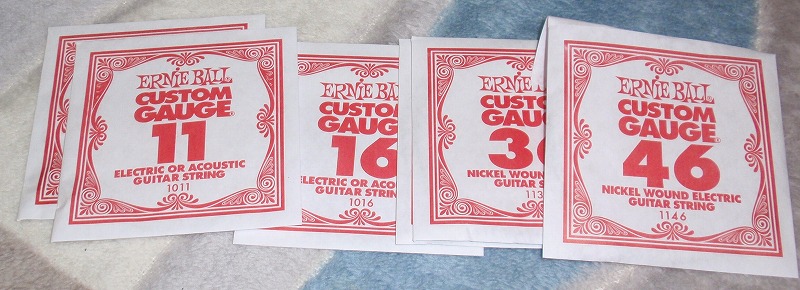 ERNIE BALL
CUSTOM
GAUGE®
11
ELECTRIC OR ACOUSTIC
GUITAR STRING
1011
ERNIE BALL
CUSTOM
GAUGE
16
ELECTRIC OR
GUITAR STRING
1016
ERNIE BALL
CUSTOM
GAUGE
NICKEL WOUND
GUITAR
ERNIE BALL
CUSTOM
GAUGE®
46
NICKEL WOUND ELECTRIC
GUITAR STRING
1146